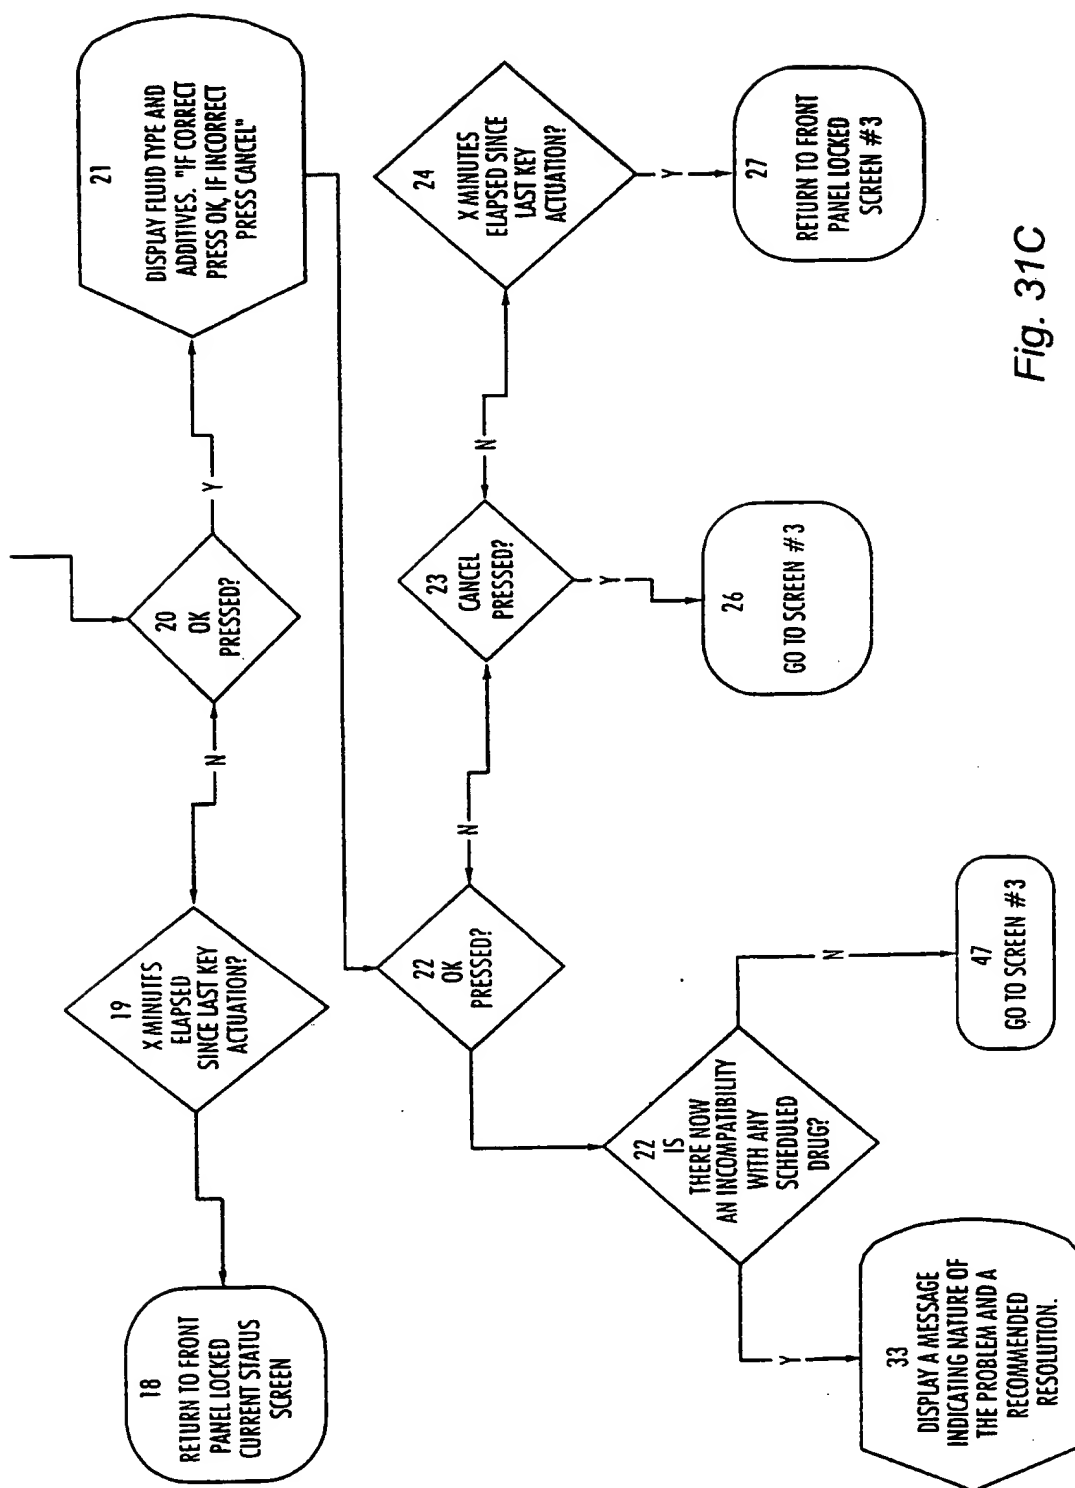 21
DISPLAY FLUID TYPE AND
ADDITIVES. "IF CORRECT
PRESS OK, IF INCORRECT
PRESS CANCEL"
20
OK
PRESSED?
Y
N
19
X MINUTES
ELAPSED
SINCE LAST KEY
ACTUATION?
18
RETURN TO FRONT
PANEL LOCKED
CURRENT STATUS
SCREEN
24
X MINUTES
ELAPSED SINCE
LAST KEY
ACTUATION?
N
23
CANCEL
PRESSED?
N
22
OK
PRESSED?
Y
27
RETURN TO FRONT
PANEL LOCKED
SCREEN #3
Y
26
GO TO SCREEN #3
22
IS
THERE NOW
AN INCOMPATIBILITY
WITH ANY
SCHEDULED
DRUG?
N
47
GO TO SCREEN #3
Y
33
DISPLAY A MESSAGE
INDICATING NATURE OF
THE PROBLEM AND A
RECOMMENDED
RESOLUTION.
Fig. 31C